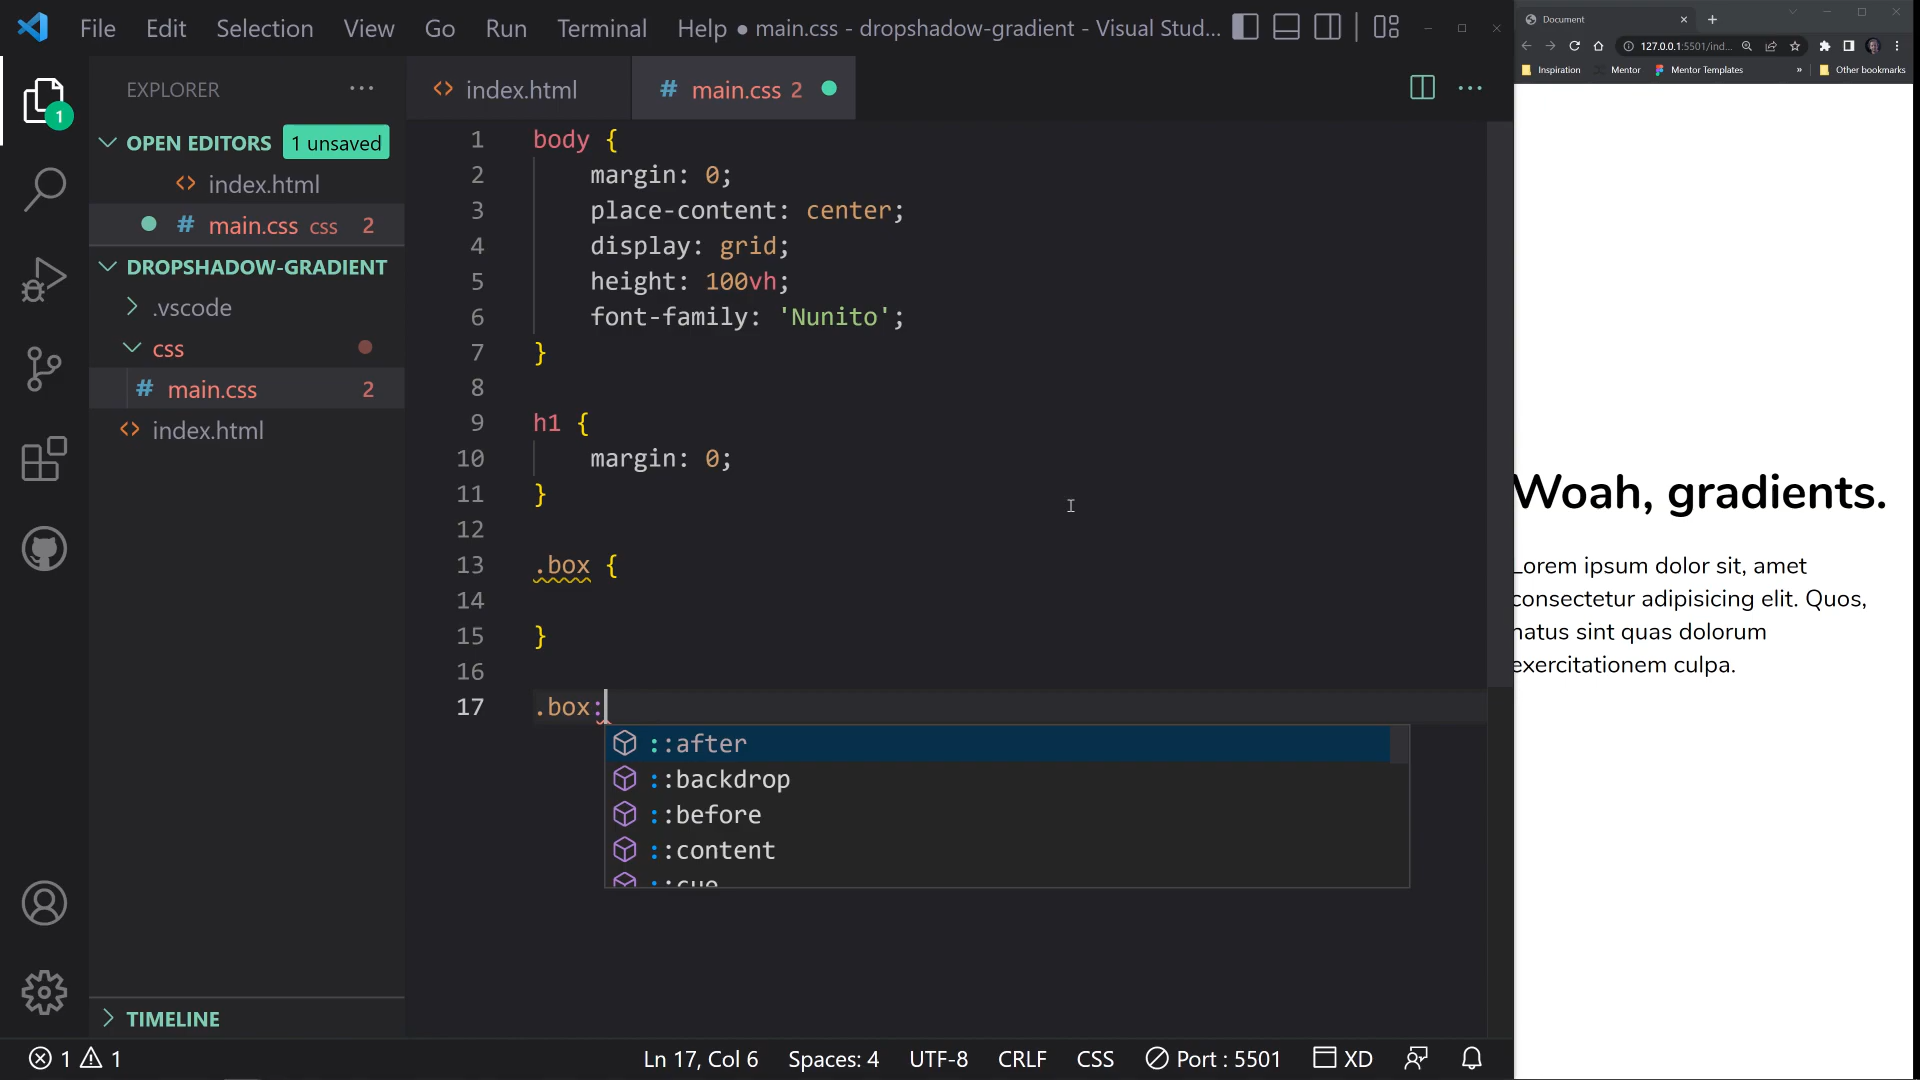 File Edit Selection View Go Run Terminal Help ● main.css - dropshadow-gradient - Visual Stud...
EXPLORER ...
OPEN EDITORS 1 unsaved
index.html
main.css css 2
DROPSHADOW-GRADIENT
.vscode
css
main.css 2
index.html
TIMELINE
1
index.html
main.css 2
1 body {
2 margin: 0;
3 place-content: center;
4 display: grid;
5 height: 100vh;
6 font-family: 'Nunito';
7 }
8
9 h1 {
10 margin: 0;
11 }
12
13 .box {
14
15 }
16
17 .box:
::after
::backdrop
::before
::content
::cue
1 1
Ln 17, Col 6 Spaces: 4 UTF-8 CRLF CSS Port : 5501 XD
Document
127.0.0.1:5501/ind...
Inspiration Mentor Mentor Templates » Other bookmarks
Woah, gradients.
Lorem ipsum dolor sit, amet
consectetur adipisicing elit. Quos,
natus sint quas dolorum
exercitationem culpa.